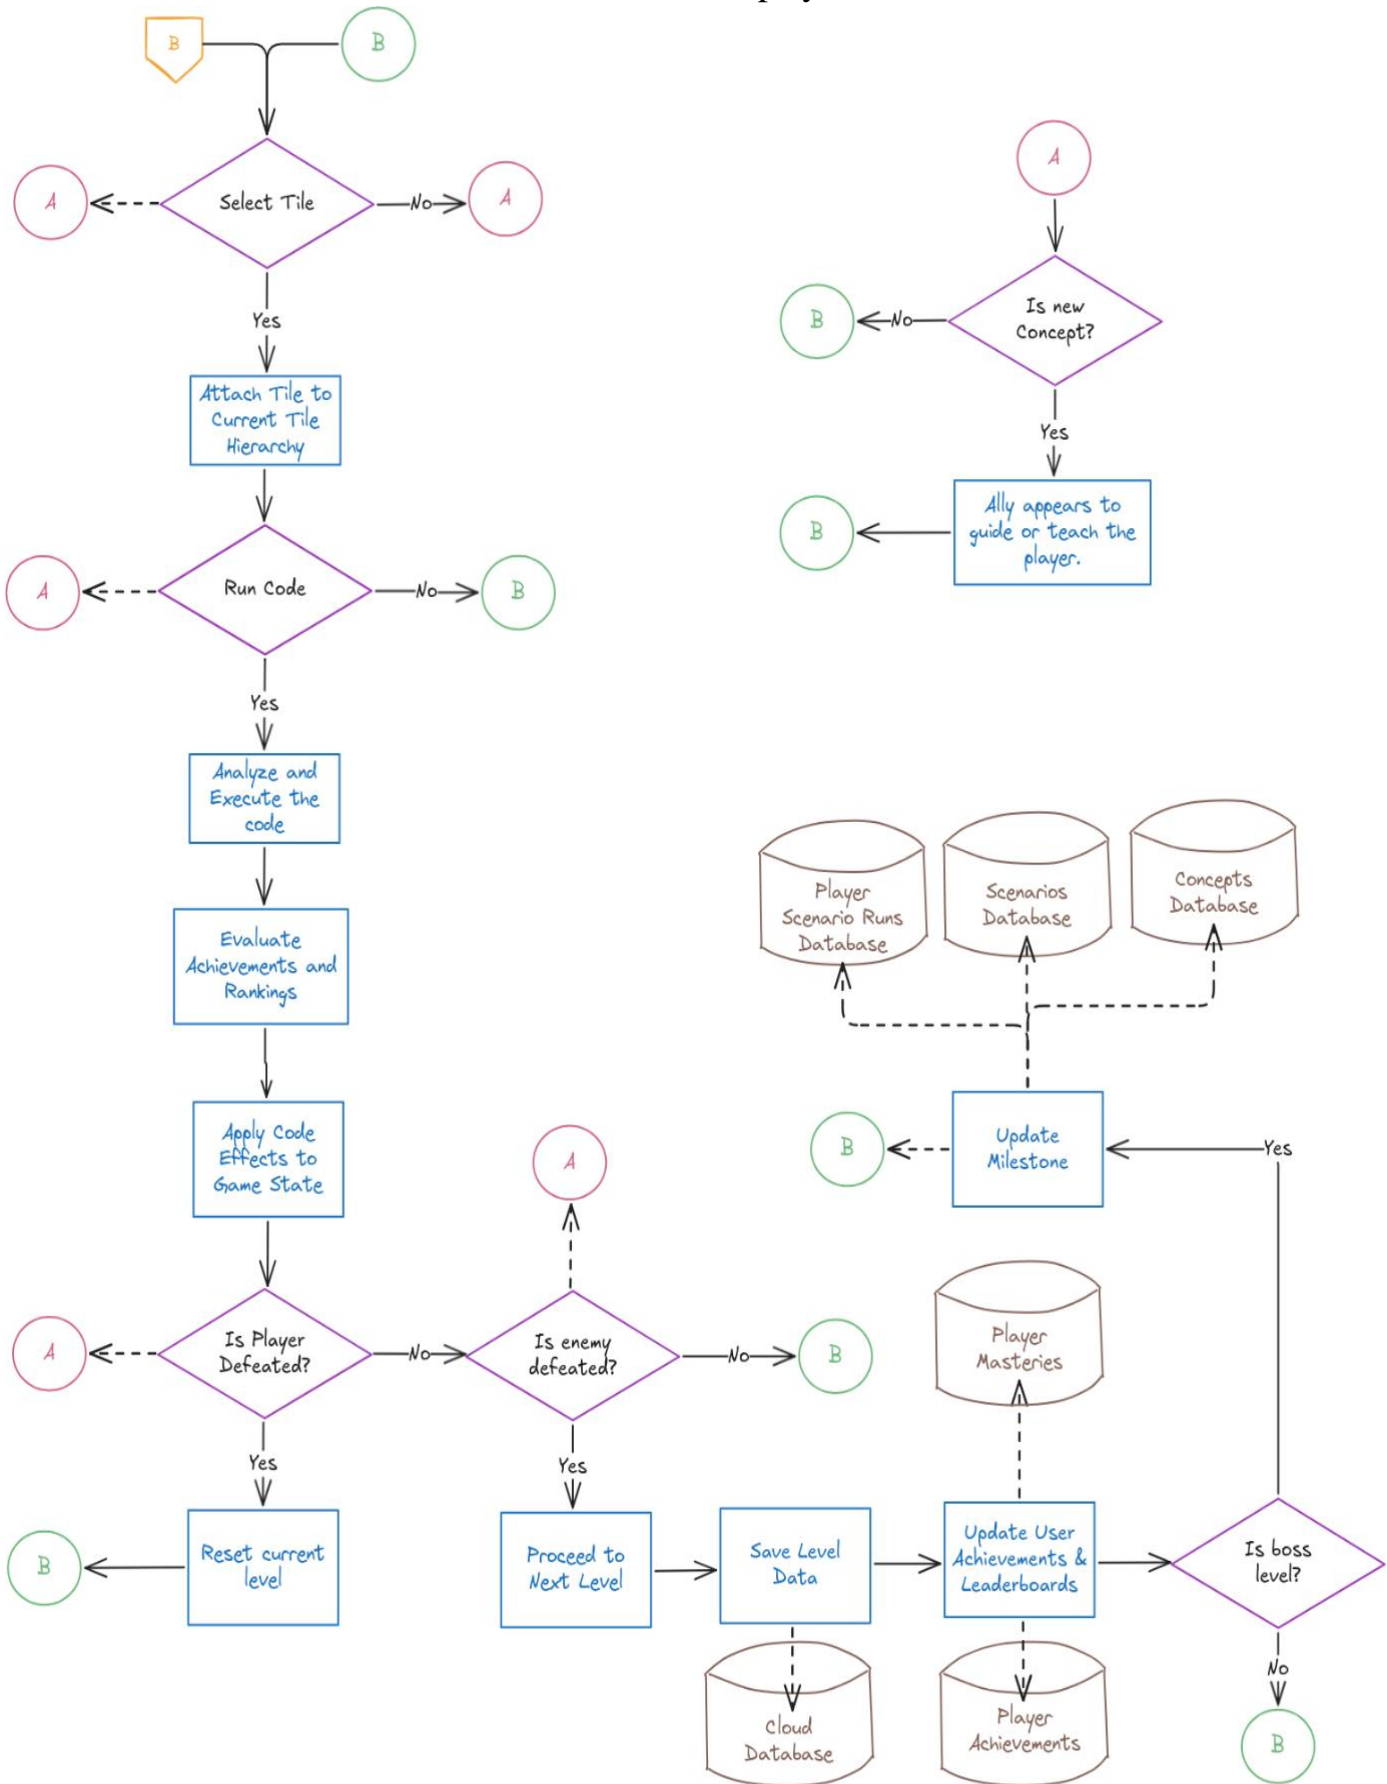 B
B
A
Select Tile
No
A
A
Yes
Is new
Concept?
B
No
Attach Tile to
Current Tile
Hierarchy
Yes
Ally appears to
guide or teach the
player.
B
A
Run Code
No
B
Yes
Analyze and
Execute the
code
Player
Scenario Runs
Database
Scenarios
Database
Concepts
Database
Evaluate
Achievements and
Rankings
Apply Code
Effects to
Game State
A
B
Update
Milestone
Yes
A
Is Player
Defeated?
No
Is enemy
defeated?
No
B
Player
Masteries
Yes
Yes
B
Reset current
level
Proceed to
Next Level
Save Level
Data
Update User
Achievements &
Leaderboards
Is boss
level?
No
Cloud
Database
Player
Achievements
B